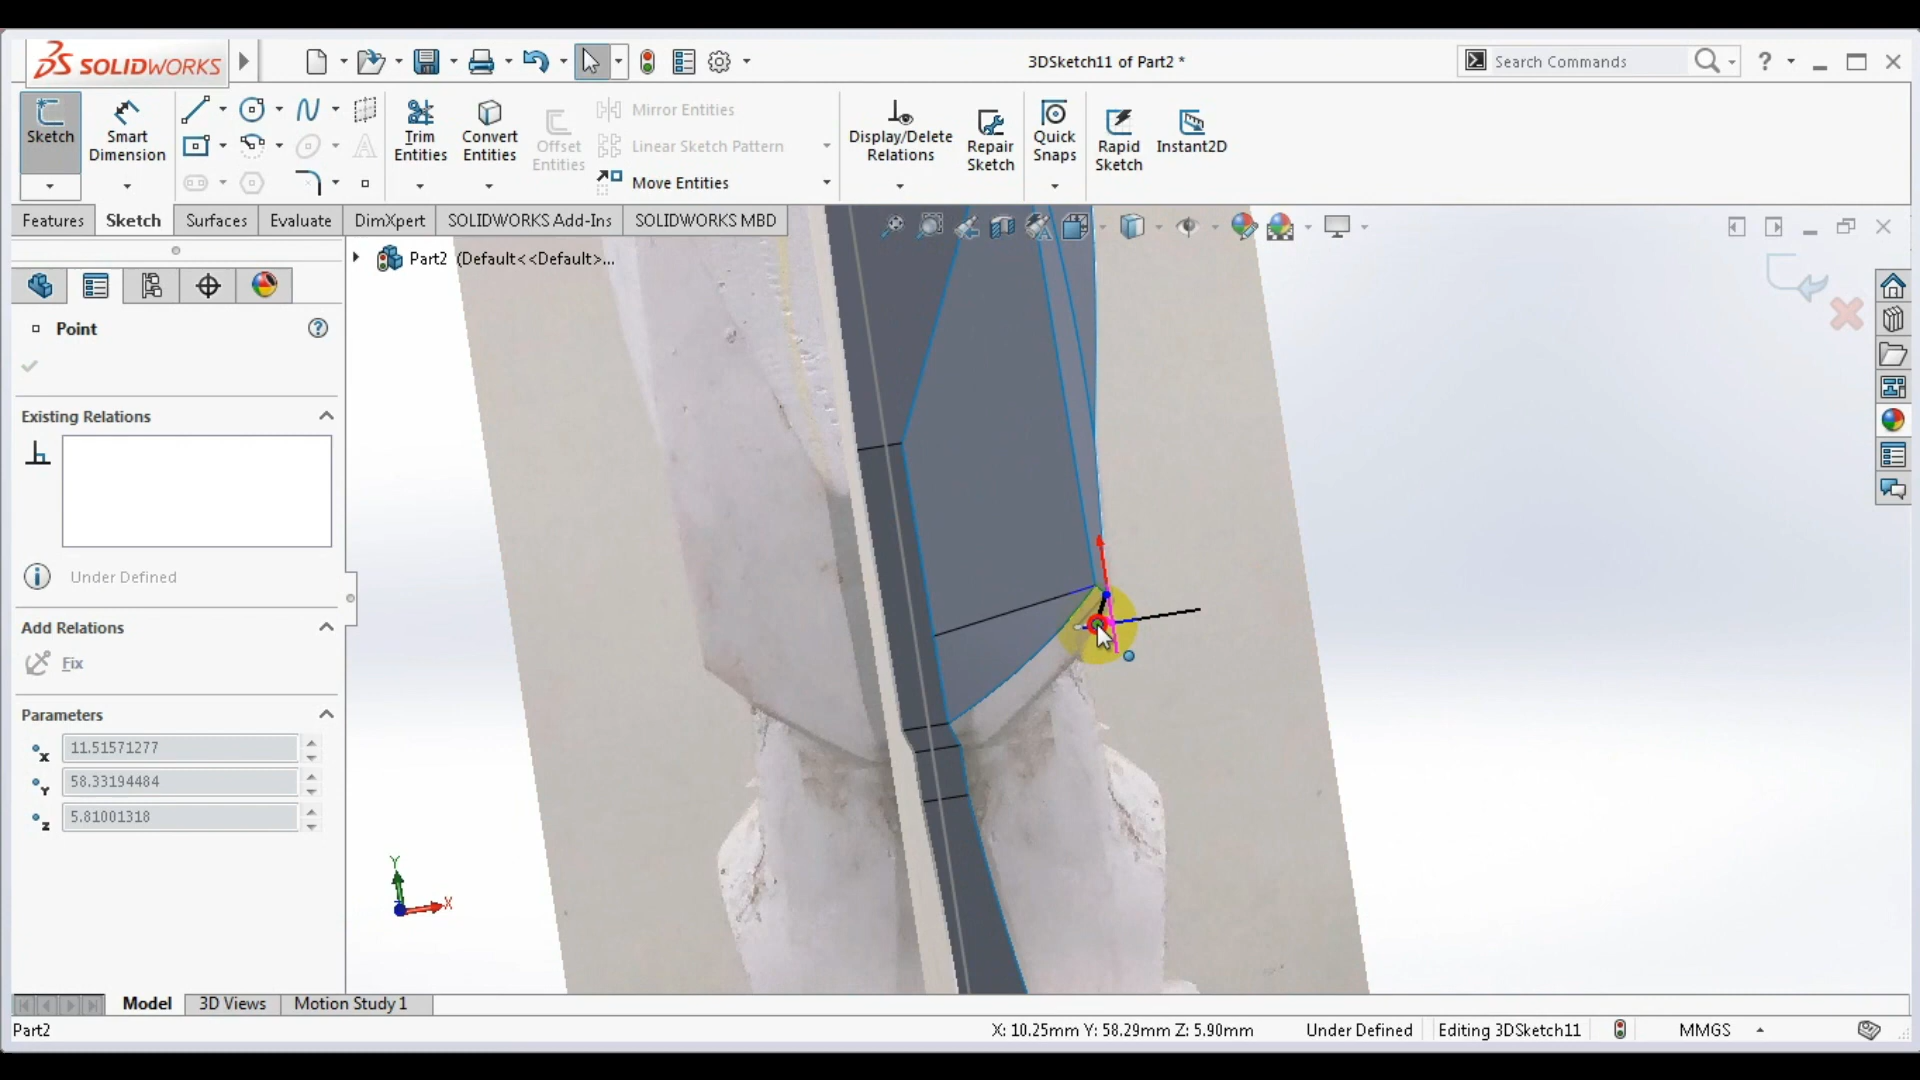 SOLIDWORKS
3DSketch11 of Part2 *
Search Commands
?
Sketch
Smart
Dimension
Trim
Entities
Convert
Entities
Offset
Entities
Mirror Entities
Linear Sketch Pattern
Move Entities
Display/Delete
Relations
Repair
Sketch
Quick
Snaps
Rapid
Sketch
Instant2D
Features
Sketch
Surfaces
Evaluate
DimXpert
SOLIDWORKS Add-Ins
SOLIDWORKS MBD
Part2 (Default<<Default>...
Point
?
Existing Relations
Under Defined
Add Relations
Fix
Parameters
X 11.51571277
Y 58.33194484
Z 5.81001318
Y
X
Model
3D Views
Motion Study 1
Part2
X: 10.25mm Y: 58.29mm Z: 5.90mm
Under Defined
Editing 3DSketch11
MMGS